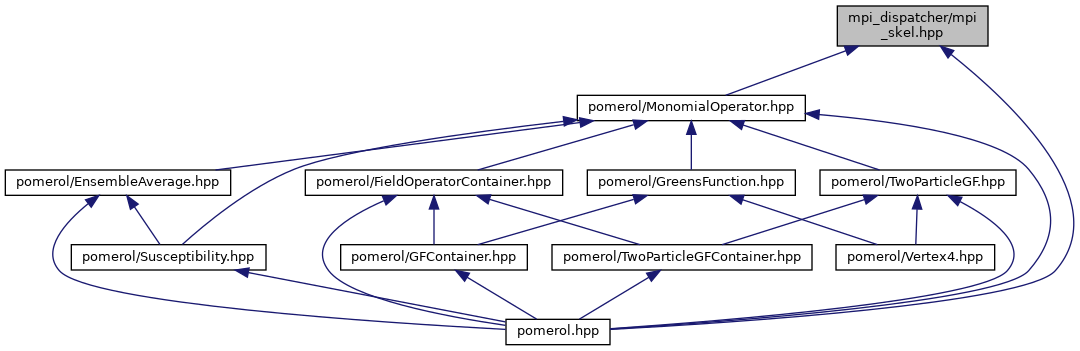 mpi_dispatcher/mpi
_skel.hpp
pomerol/MonomialOperator.hpp
pomerol/EnsembleAverage.hpp
pomerol/FieldOperatorContainer.hpp
pomerol/GreensFunction.hpp
pomerol/TwoParticleGF.hpp
pomerol/Susceptibility.hpp
pomerol/GFContainer.hpp
pomerol/TwoParticleGFContainer.hpp
pomerol/Vertex4.hpp
pomerol.hpp